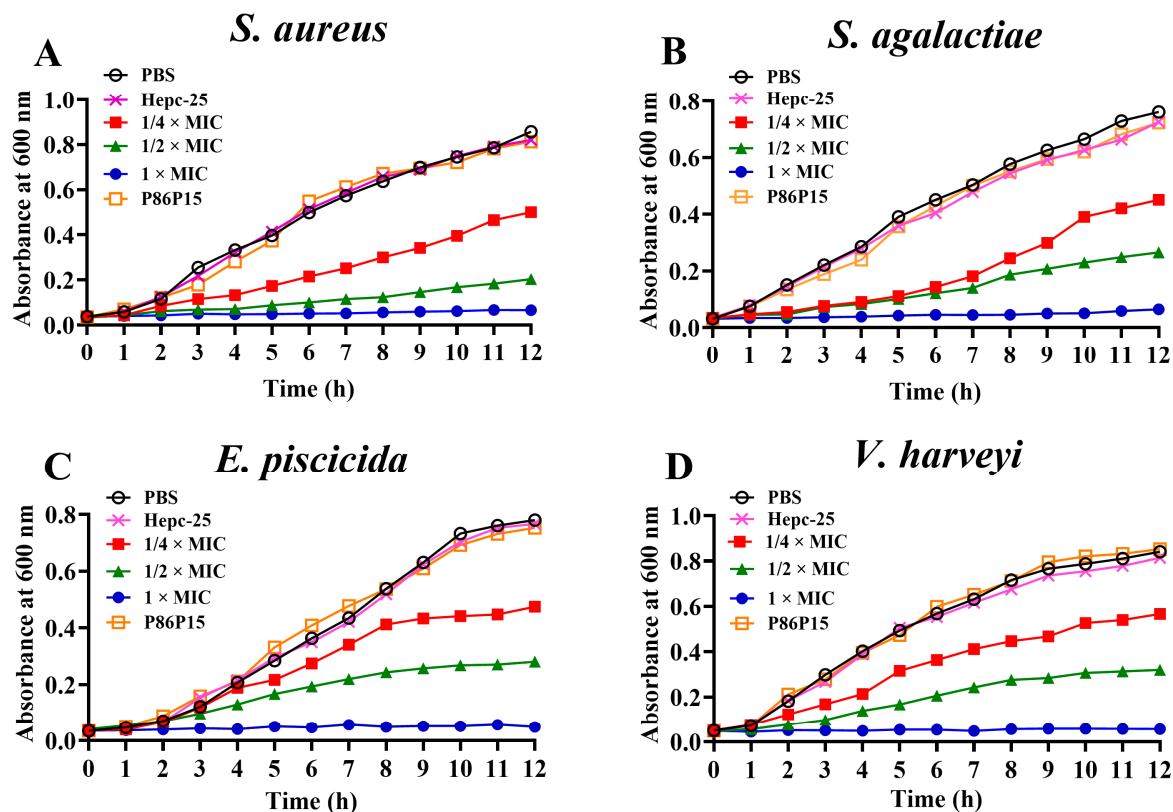 A
S. aureus
PBS
Hepc-25
1/4 × MIC
1/2 × MIC
1 × MIC
P86P15
Absorbance at 600 nm
1.0
0.8
0.6
0.4
0.2
0.0
0 1 2 3 4 5 6 7 8 9 10 11 12
Time (h)
B
S. agalactiae
PBS
Hepc-25
1/4 × MIC
1/2 × MIC
1 × MIC
P86P15
Absorbance at 600 nm
0.8
0.6
0.4
0.2
0.0
0 1 2 3 4 5 6 7 8 9 10 11 12
Time (h)
C
E. piscicida
PBS
Hepc-25
1/4 × MIC
1/2 × MIC
1 × MIC
P86P15
Absorbance at 600 nm
0.8
0.6
0.4
0.2
0.0
0 1 2 3 4 5 6 7 8 9 10 11 12
Time (h)
D
V. harveyi
PBS
Hepc-25
1/4 × MIC
1/2 × MIC
1 × MIC
P86P15
Absorbance at 600 nm
1.0
0.8
0.6
0.4
0.2
0.0
0 1 2 3 4 5 6 7 8 9 10 11 12
Time (h)